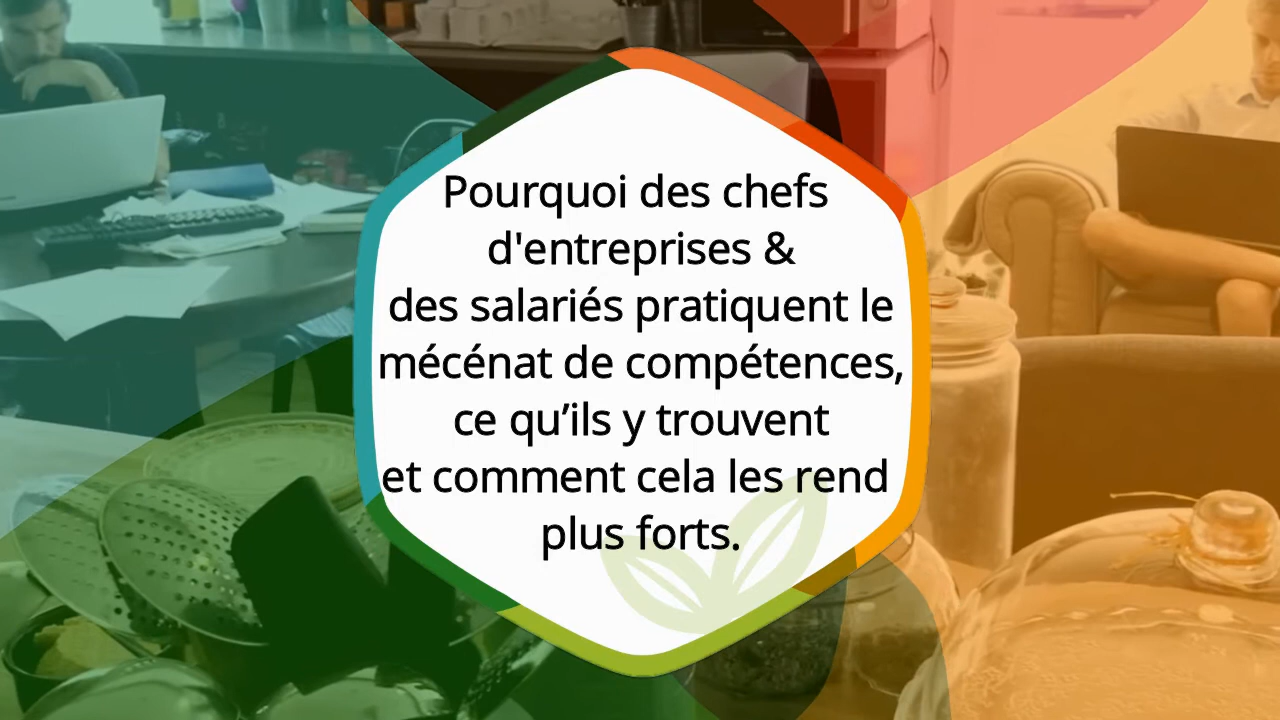 Pourquoi des chefs
d'entreprises &
des salariés pratiquent le
mécénat de compétences,
ce qu’ils y trouvent
et comment cela les rend
plus forts.